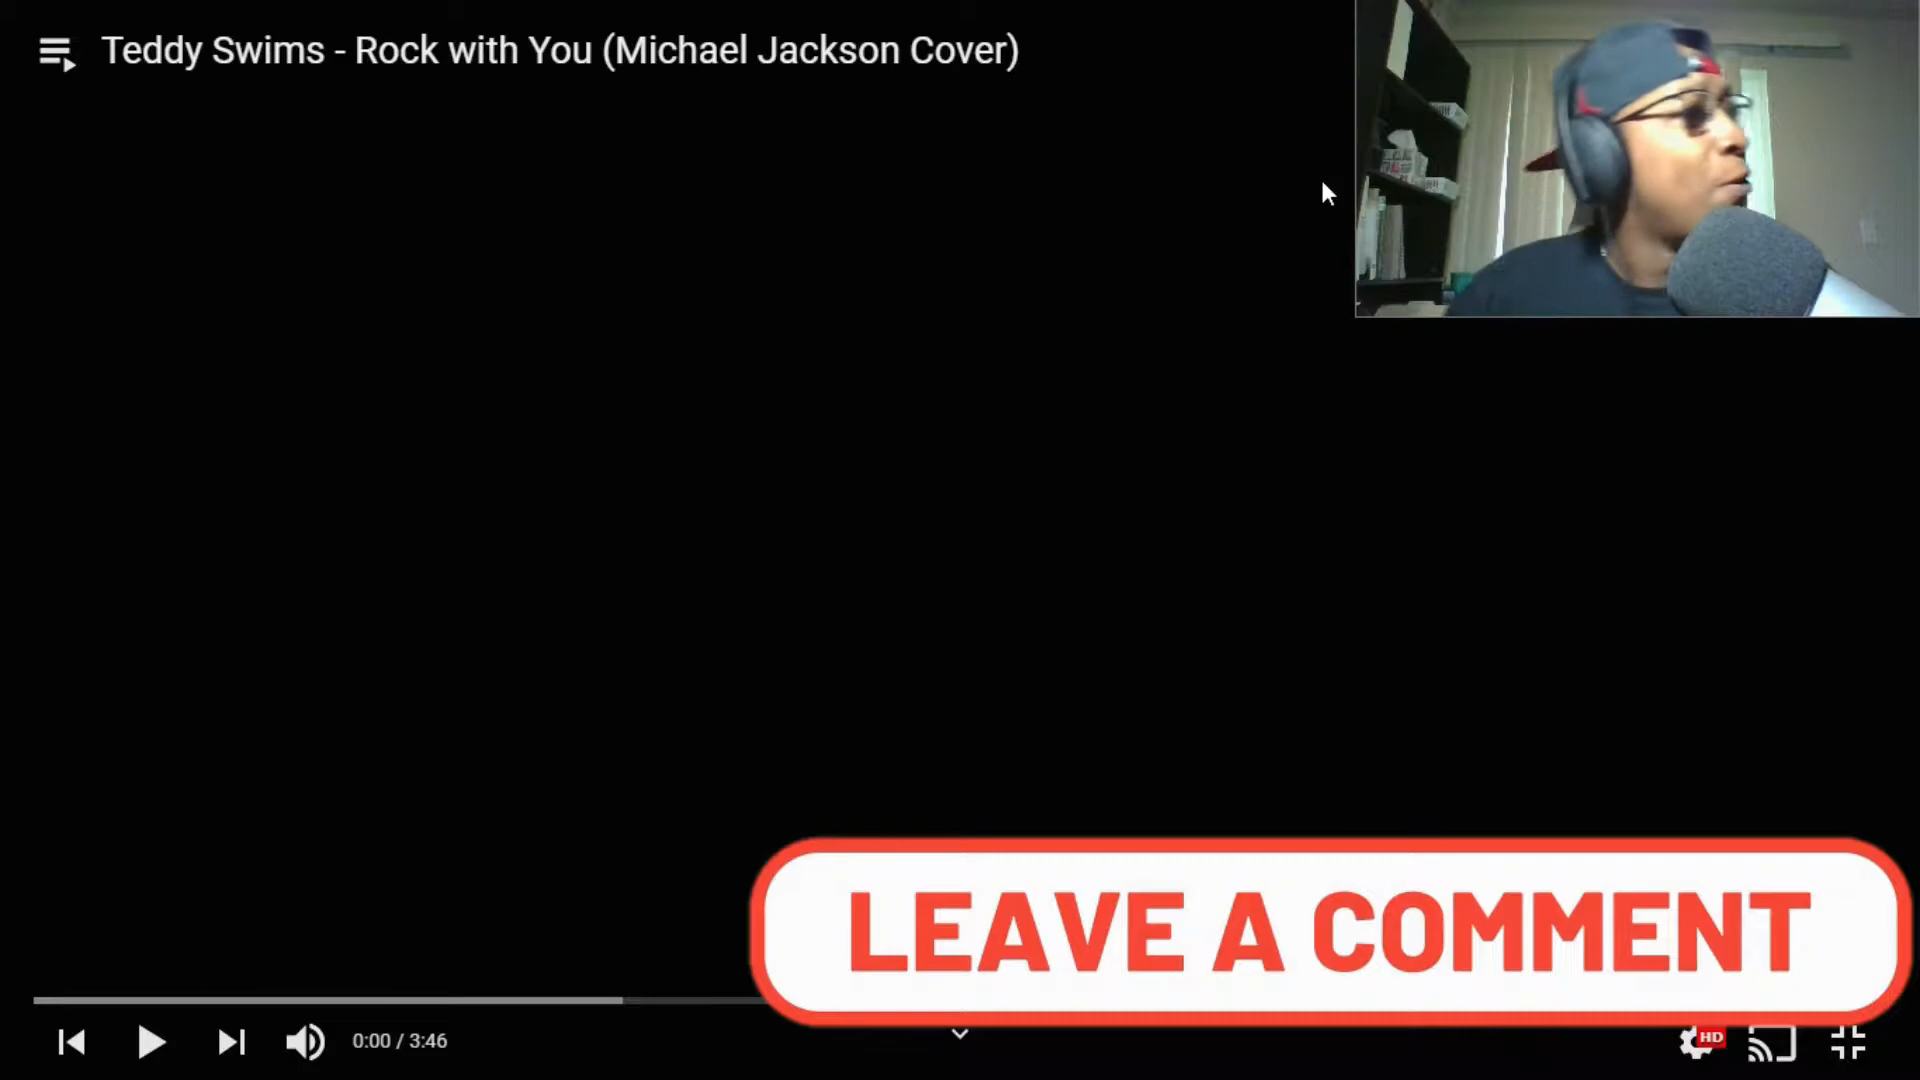 Teddy Swims - Rock with You (Michael Jackson Cover)
LEAVE A COMMENT
0:00 / 3:46
HD